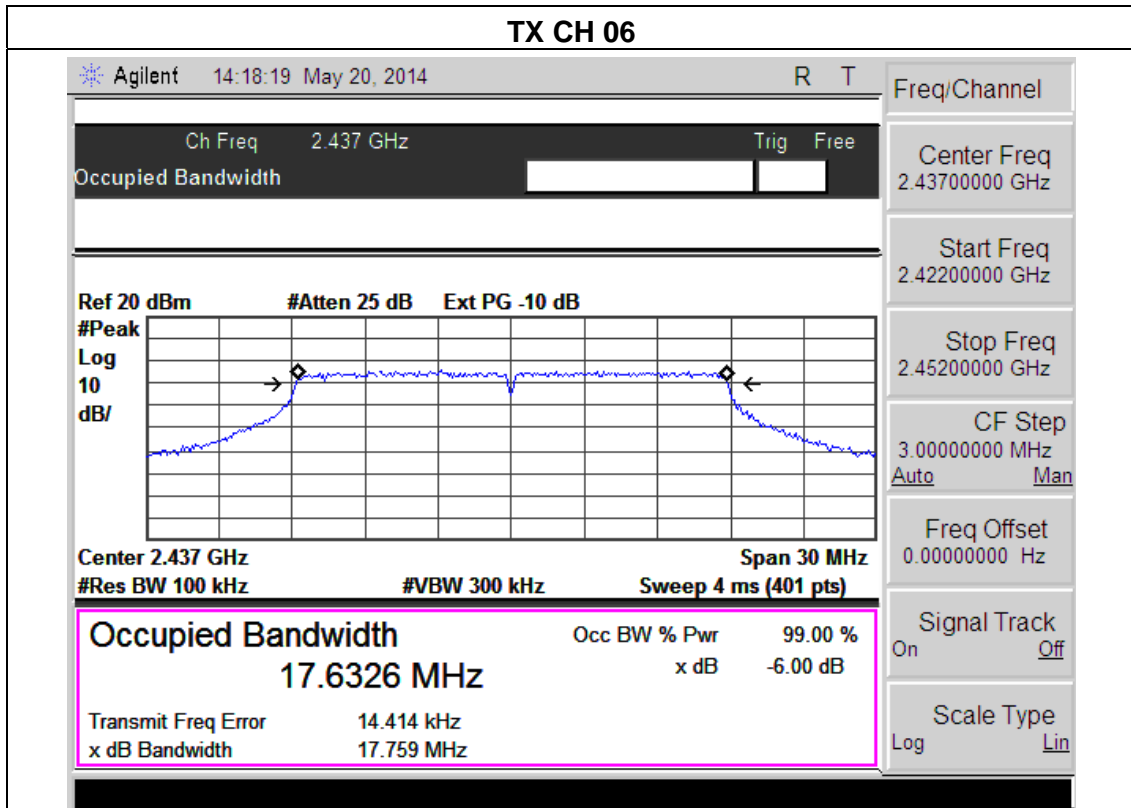 TX CH 06
Agilent 14:18:19 May 20, 2014 R T
Freq/Channel
Ch Freq 2.437 GHz Trig Free
Occupied Bandwidth
Center Freq
2.43700000 GHz
Start Freq
2.42200000 GHz
Stop Freq
2.45200000 GHz
CF Step
3.00000000 MHz
Auto Man
Freq Offset
0.00000000 Hz
Signal Track
On Off
Scale Type
Log Lin
Ref 20 dBm #Atten 25 dB Ext PG -10 dB
#Peak
Log
10
dB/
Center 2.437 GHz Span 30 MHz
#Res BW 100 kHz #VBW 300 kHz Sweep 4 ms (401 pts)
Occupied Bandwidth Occ BW % Pwr 99.00 %
17.6326 MHz x dB -6.00 dB
Transmit Freq Error 14.414 kHz
x dB Bandwidth 17.759 MHz